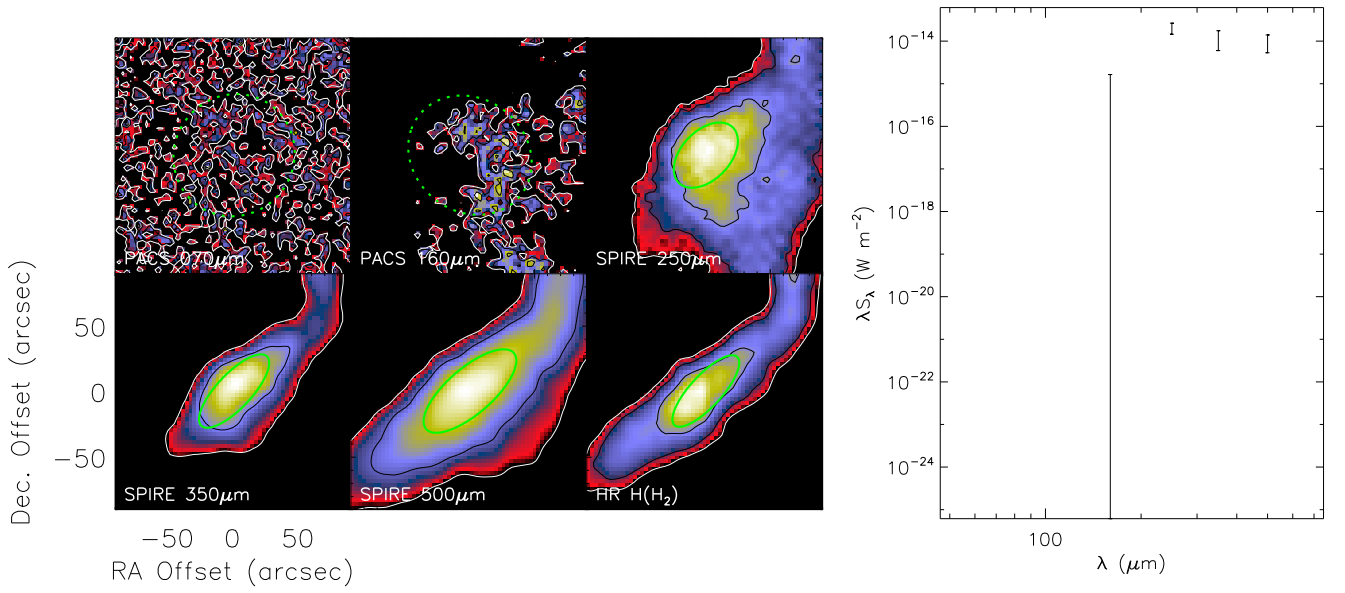 PACS 070μm
PACS 160μm
SPIRE 250μm
SPIRE 350μm
SPIRE 500μm
HR H(H₂)
Dec. Offset (arcsec)
50
0
−50
−50 0 50
RA Offset (arcsec)
λSλ (W m⁻²)
10⁻¹⁴
10⁻¹⁶
10⁻¹⁸
10⁻²⁰
10⁻²²
10⁻²⁴
100
λ (μm)